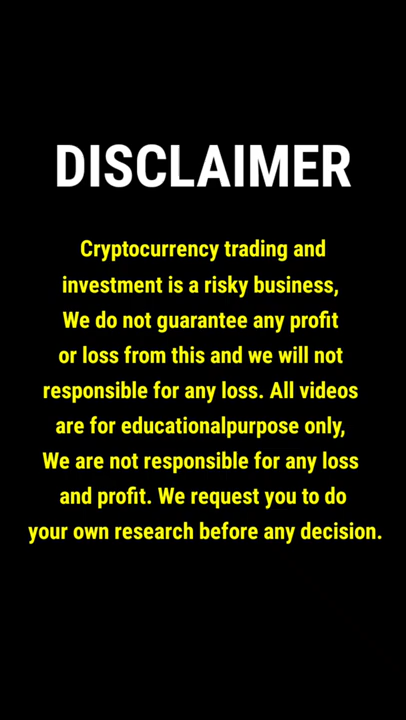 DISCLAIMER
Cryptocurrency trading and
investment is a risky business,
We do not guarantee any profit
or loss from this and we will not
responsible for any loss. All videos
are for educationalpurpose only,
We are not responsible for any loss
and profit. We request you to do
your own research before any decision.